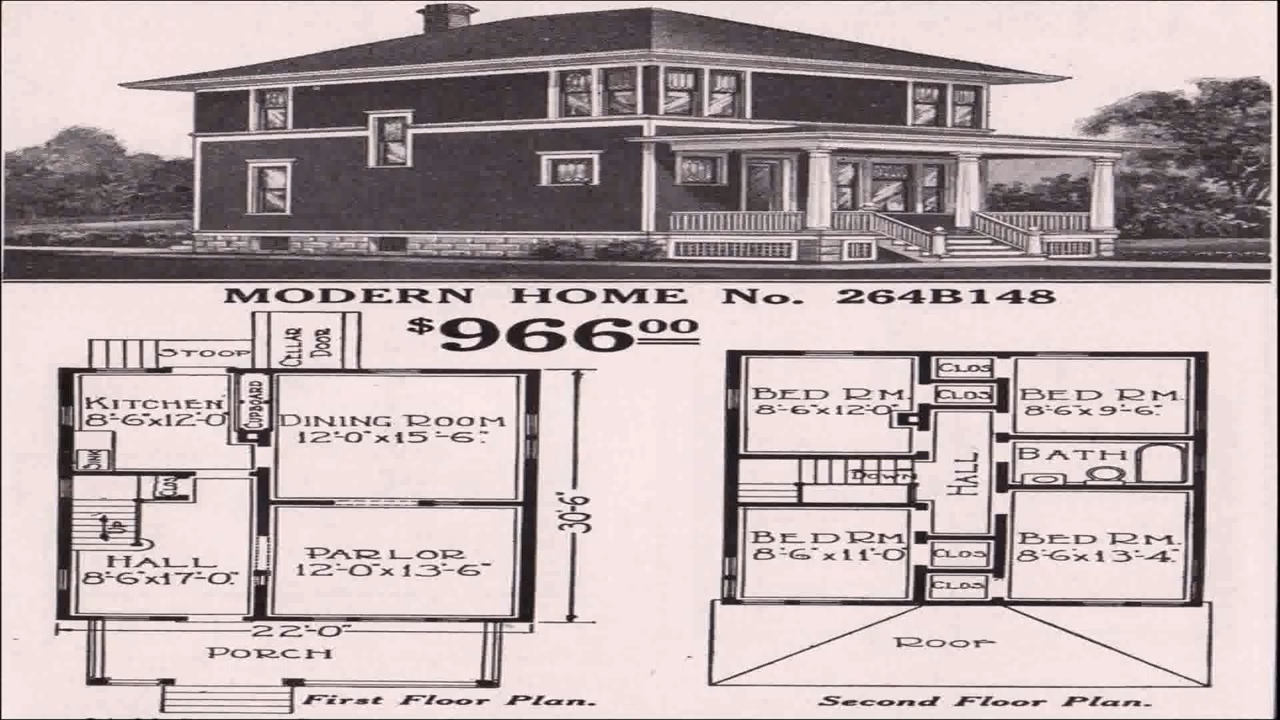 MODERN HOME No. 264B148
$966.00
STOOP
CELLAR DOOR
KITCHEN
8'-6"x12'-0"
CUPBOARD
DINING ROOM
12'-0"x15'-6"
SINK
CLOS
UP
HALL
8'-6"x17'-0"
PARLOR
12'-0"x13'-6"
30'-6"
22'-0"
PORCH
First Floor Plan.
BED RM.
8'-6"x12'-0"
CLOS
CLOS
BED RM.
8'-6"x9'-6"
BATH
DOWN
HALL
BED RM
8'-6"x11'-0
BED RM.
8'-6"x13'-4"
CLOS
CLOS
ROOF
Second Floor Plan.